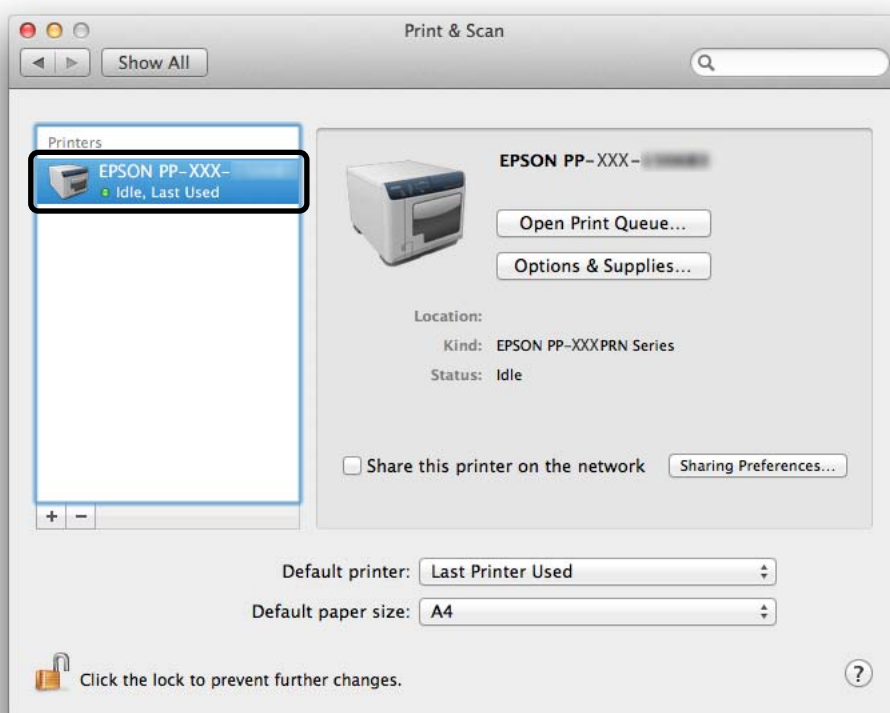 Print & Scan
Show All
Printers
EPSON PP-XXX-
Idle, Last Used
EPSON PP-XXX-
Open Print Queue...
Options & Supplies...
Location:
Kind: EPSON PP-XXXPRN Series
Status: Idle
Share this printer on the network
Sharing Preferences...
+ −
Default printer: Last Printer Used
Default paper size: A4
Click the lock to prevent further changes.
?